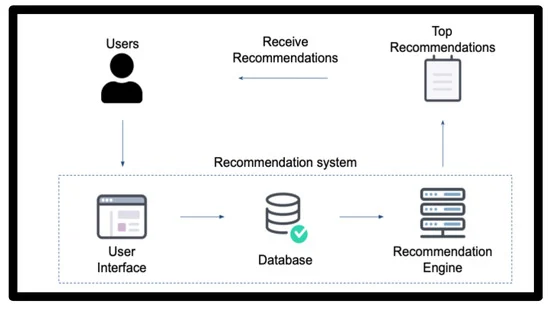 Users
Receive
Recommendations
Top
Recommendations
Recommendation system
User
Interface
Database
Recommendation
Engine